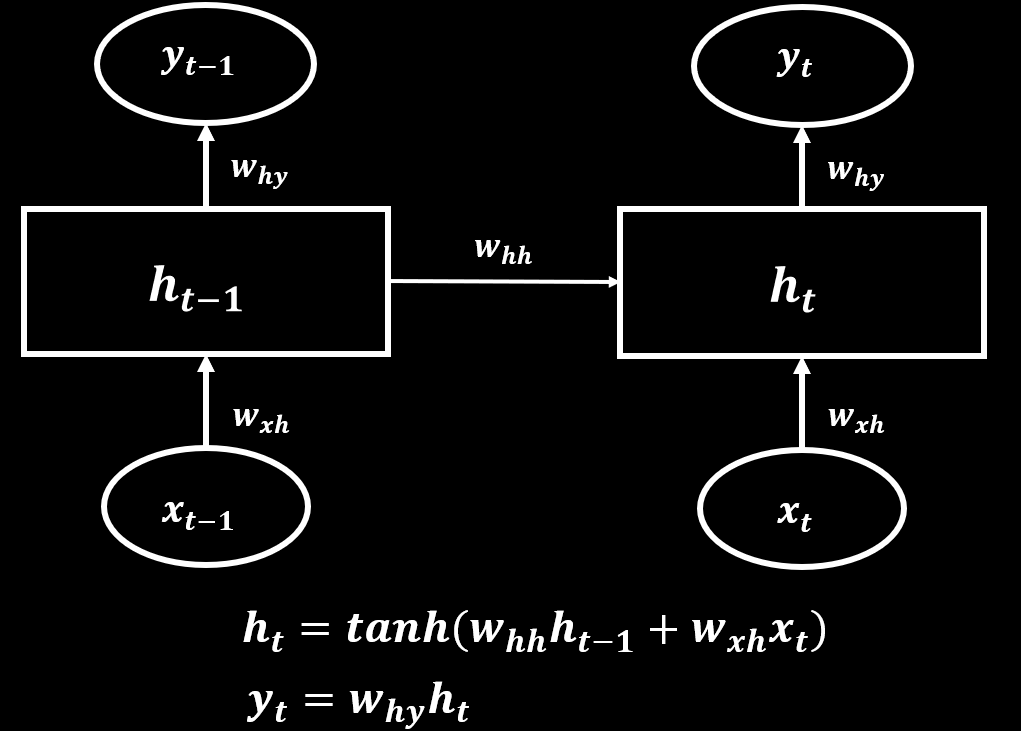 y_{t−1} y_t
w_{hy} w_{hy}
w_{hh}
h_{t−1} h_t
w_{xh} w_{xh}
x_{t−1} x_t
h_t = tanh(w_{hh}h_{t−1} + w_{xh}x_t)
y_t = w_{hy}h_t